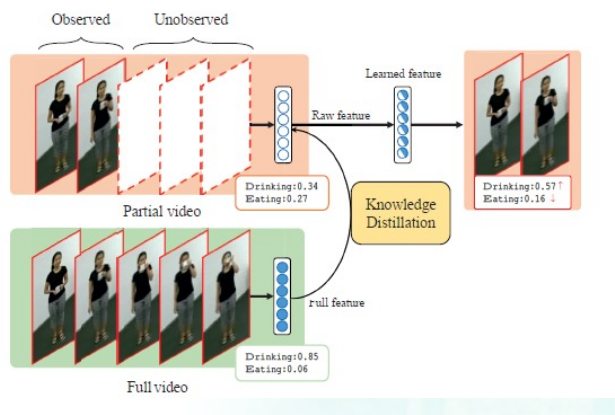 Observed
Unobserved
Learned feature
Raw feature
Drinking:0.34
Eating:0.27
Drinking:0.57↑
Eating:0.16 ↓
Partial video
Knowledge
Distillation
Full feature
Drinking:0.85
Eating:0.06
Full video